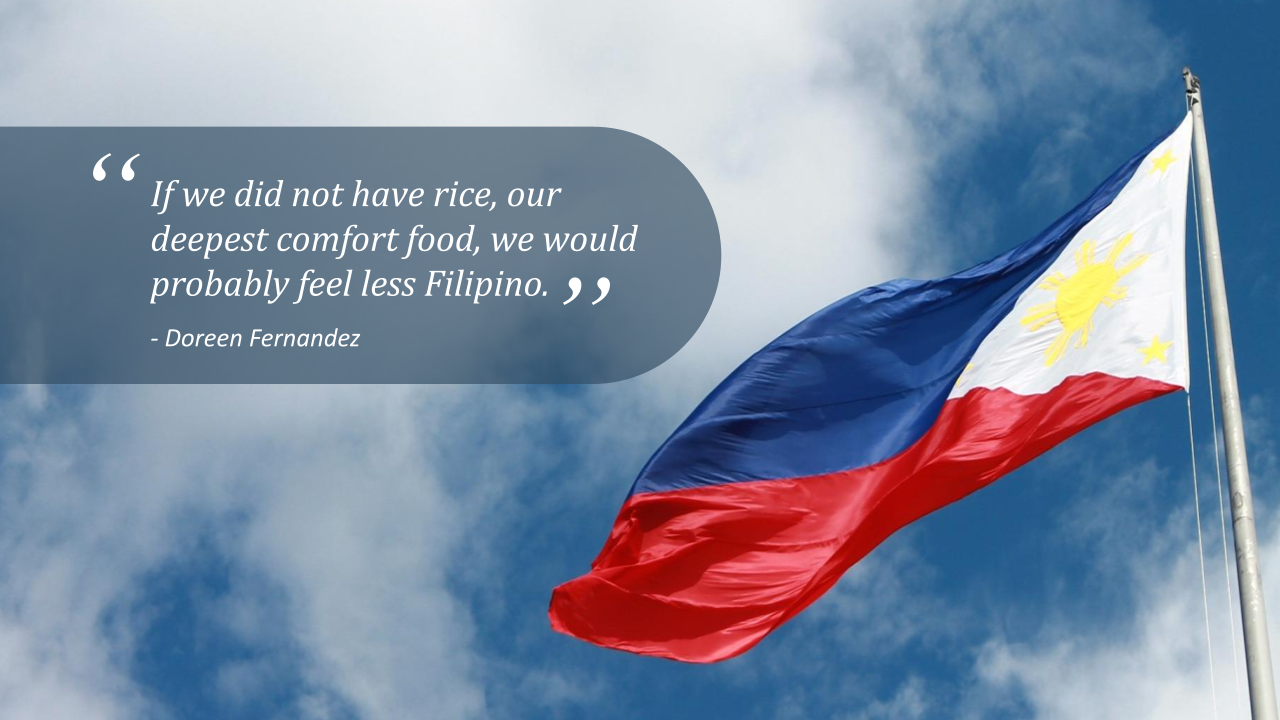 “ If we did not have rice, our
deepest comfort food, we would
probably feel less Filipino. ”
- Doreen Fernandez